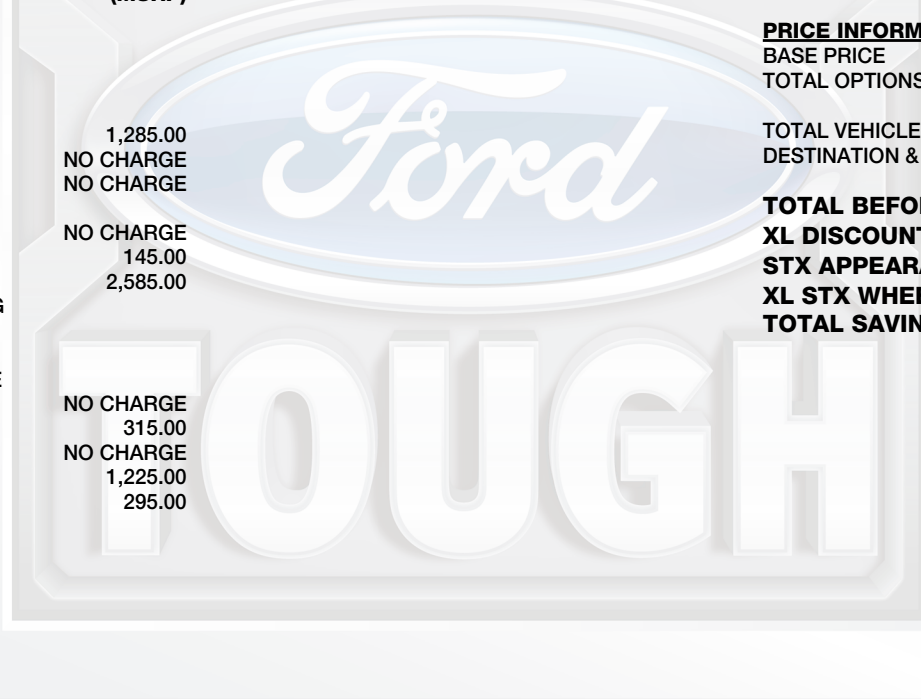 1,285.00
NO CHARGE
NO CHARGE
NO CHARGE
145.00
2,585.00
NO CHARGE
315.00
NO CHARGE
1,225.00
295.00
PRICE INFORM
BASE PRICE
TOTAL OPTIONS
TOTAL VEHICLE
DESTINATION &
TOTAL BEFO
XL DISCOUNT
STX APPEAR
XL STX WHE
TOTAL SAVIN
Ford
TOUGH